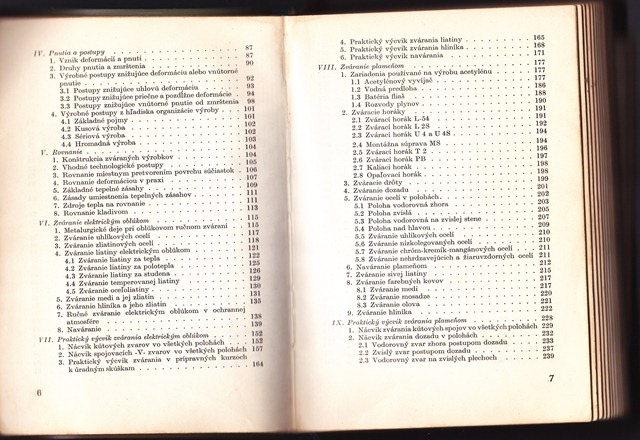 IV. Pnutia a postupy . . . 87
1. Vznik deformácií a pnutí . . . 87
2. Druhy pnutia a zmrštenia . . . 90
3. Výrobné postupy znižujúce deformáciu alebo vnútorné
pnutie . . . 92
3.1 Postupy znižujúce uhlovú deformáciu . . . 93
3.2 Postupy znižujúce priečne a pozdĺžne deformácie . . . 94
3.3 Postupy znižujúce vnútorné pnutie od zmrštenia . . . 98
4. Výrobné postupy z hľadiska organizácie výroby . . . 101
4.1 Základné pojmy . . . 101
4.2 Kusová výroba . . . 102
4.3 Sériová výroba . . . 102
4.4 Hromadná výroba . . . 103
V. Rovnanie . . . 104
1. Konštrukcia zváraných výrobkov . . . 104
2. Vhodné technologické postupy . . . 105
3. Rovnanie miestnym pretvorením povrchu súčiastok . . . 106
4. Rovnanie deformáciou v praxi . . . 107
5. Základné tepelné zásahy . . . 109
6. Zásady umiestnenia tepelných zásahov . . . 111
7. Zdroje tepla na rovnanie . . . 111
8. Rovnanie kladivom . . . 113
VI. Zváranie elektrickým oblúkom . . . 115
1. Metalurgické deje pri oblúkovom ručnom zváraní . . . 115
2. Zváranie uhlíkových ocelí . . . 117
3. Zváranie zliatinových ocelí . . . 118
4. Zváranie liatiny elektrickým oblúkom . . . 121
4.1 Zváranie liatiny za tepla . . . 122
4.2 Zváranie liatiny za polotepla . . . 125
4.3 Zváranie liatiny za studena . . . 126
4.4 Zváranie temperovanej liatiny . . . 129
4.5 Zváranie oceľoliatiny . . . 130
5. Zváranie medi a jej zliatin . . . 131
6. Zváranie hliníka a jeho zliatin . . . 135
7. Ručné zváranie elektrickým oblúkom v ochrannej
atmosfére . . . 138
8. Naváranie . . . 139
VII. Praktický výcvik zvárania elektrickým oblúkom . . . 152
1. Nácvik kútových zvarov vo všetkých polohách . . . 152
2. Nácvik spojovacích -V- zvarov vo všetkých polohách 157
3. Praktický výcvik zvárania v prípravných kurzoch
k úradným skúškam . . . 164
6
4. Praktický výcvik zvárania liatiny . . . 165
5. Praktický výcvik zvárania hliníka . . . 168
6. Praktický výcvik navárania . . . 171
VIII. Zváranie plameňom . . . 177
1. Zariadenia používané na výrobu acetylénu . . . 177
1.1 Acetylénový vyvíjač . . . 177
1.2 Vodná predloha . . . 186
1.3 Batéria fliaš . . . 188
1.4 Rozvody plynov . . . 190
2. Zváracie horáky . . . 191
2.1 Zvárací horák L-54 . . . 191
2.2 Zvárací horák L 2S . . . 192
2.3 Zvárací horák U 4 a U 4S . . . 194
2.4 Montážna súprava MS . . . 194
2.5 Zvárací horák T 2 . . . 196
2.6 Zvárací horák PB . . . 197
2.7 Kaliaci horák . . . 198
2.8 Opaľovací horák . . . 198
3. Zváracie drôty . . . 199
4. Zváranie dozadu . . . 201
5. Zváranie ocelí v polohách . . . 202
5.1 Poloha vodorovná zhora . . . 203
5.2 Poloha zvislá . . . 205
5.3 Poloha vodorovná na zvislej stene . . . 207
5.4 Poloha nad hlavou . . . 209
5.5 Zváranie uhlíkových ocelí . . . 210
5.6 Zváranie nízkolegovaných ocelí . . . 210
5.7 Zváranie chróm-kremík-mangánových ocelí . . . 211
5.8 Zváranie nehrdzavejúcich a žiaruvzdorných ocelí 211
6. Naváranie plameňom . . . 212
7. Zváranie sivej liatiny . . . 215
8. Zváranie farebných kovov . . . 217
8.1 Zváranie medi . . . 217
8.2 Zváranie mosadze . . . 220
8.3 Zváranie olova . . . 221
9. Zváranie hliníka . . . 222
IX. Praktický výcvik zvárania plameňom . . . 228
1. Nácvik zvárania kútových spojov vo všetkých polohách 229
2. Nácvik zvárania dozadu v polohách . . . 232
2.1 Vodorovný zvar zhora postupom dozadu . . . 233
2.2 Zvislý zvar postupom dozadu . . . 237
2.3 Vodorovný zvar na zvislých plechoch . . . 239
7